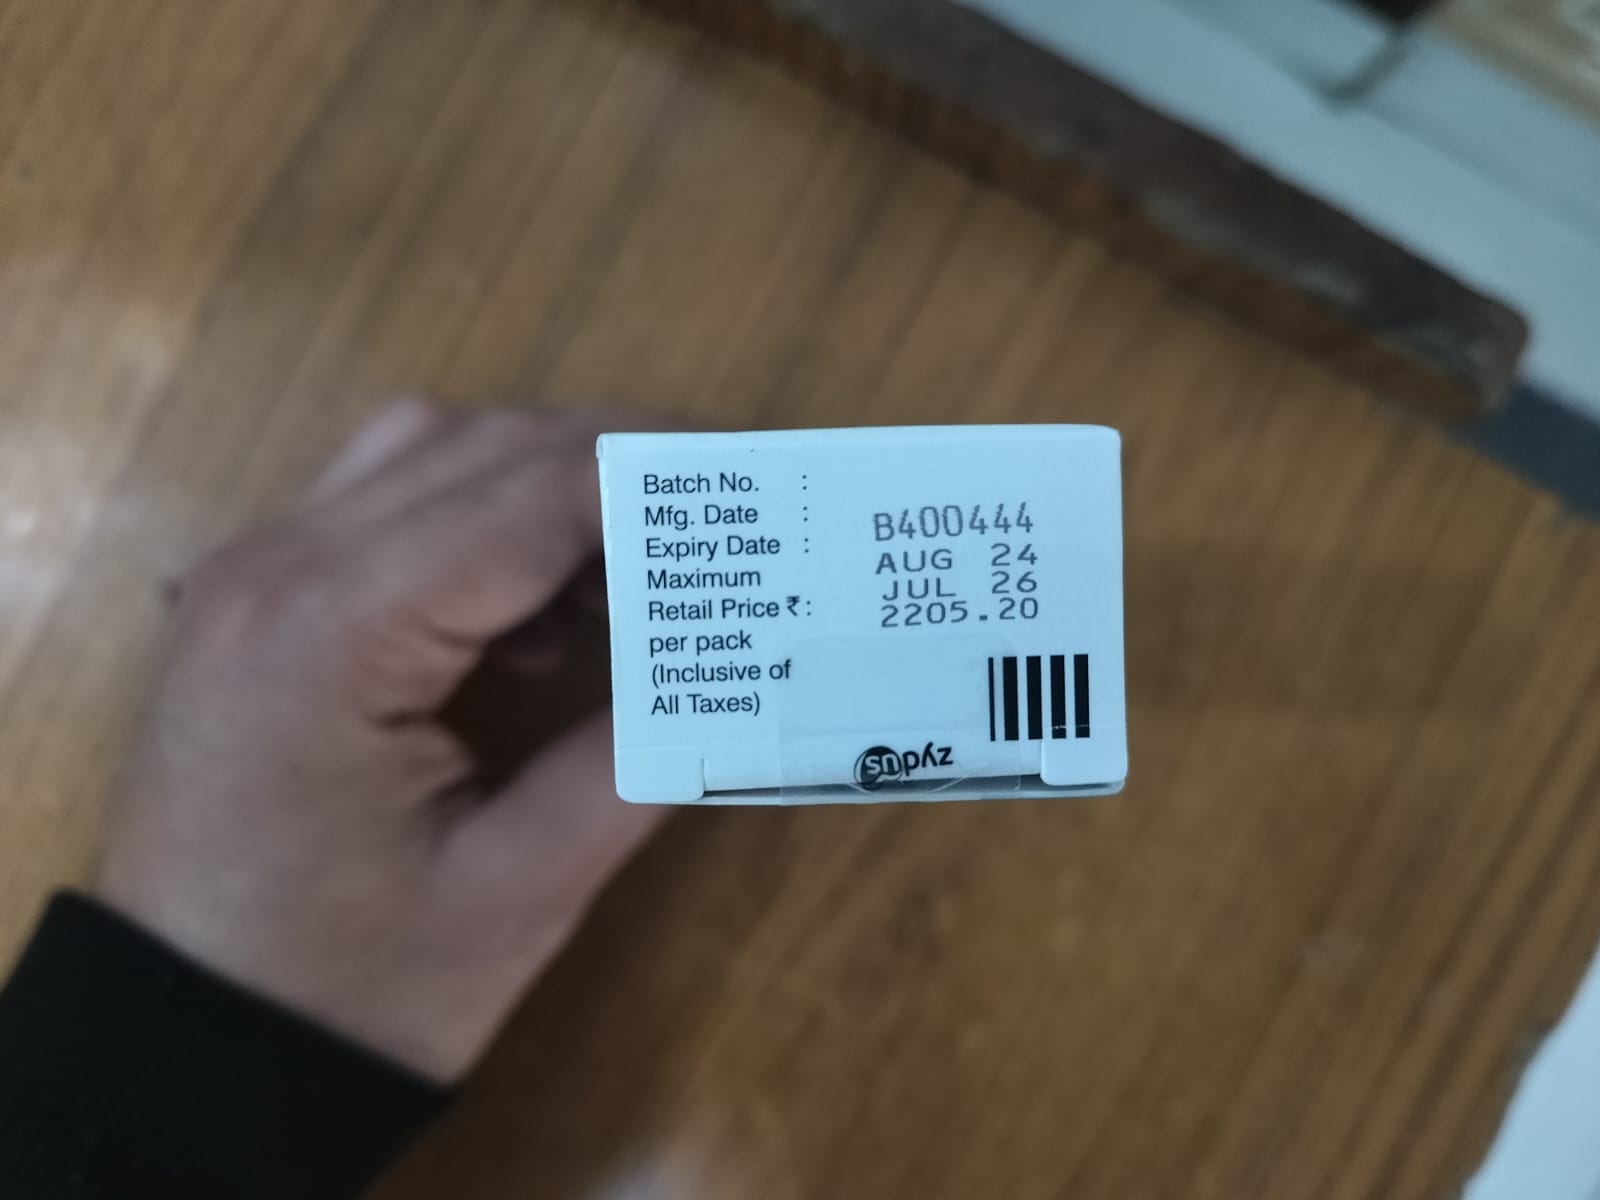 Batch No. :
Mfg. Date :
Expiry Date :
Maximum
Retail Price ₹ :
per pack
(Inclusive of
All Taxes)
B400444
AUG 24
JUL 26
2205.20
zydus